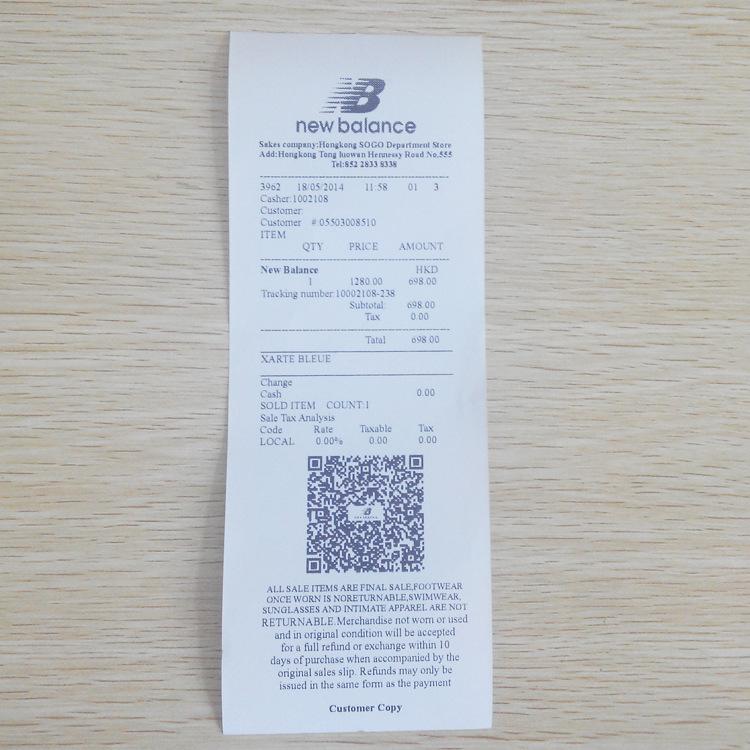 new balance
Sakes company:Hongkong SOGO Department Store
Add:Hongkong Tong luowan Hennessy Road No,555
Tel:852 2833 8338
3962 18/05/2014 11:58 01 3
Casher:1002108
Customer:
Customer #:05503008510
ITEM
QTY PRICE AMOUNT
New Balance HKD
1 1280.00 698.00
Tracking number:10002108-238
Subtotal: 698.00
Tax 0.00
Total 698.00
XARTE BLEUE
Change
Cash 0.00
SOLD ITEM COUNT:1
Sale Tax Analysis
Code Rate Taxable Tax
LOCAL 0.00% 0.00 0.00
ALL SALE ITEMS ARE FINAL SALE,FOOTWEAR
ONCE WORN IS NORETURNABLE,SWIMWEAR,
SUNGLASSES AND INTIMATE APPAREL ARE NOT
RETURNABLE.Merchandise not worn or used
and in original condition will be accepted
for a full refund or exchange within 10
days of purchase when accompanied by the
original sales slip. Refunds may only be
issued in the same form as the payment
Customer Copy